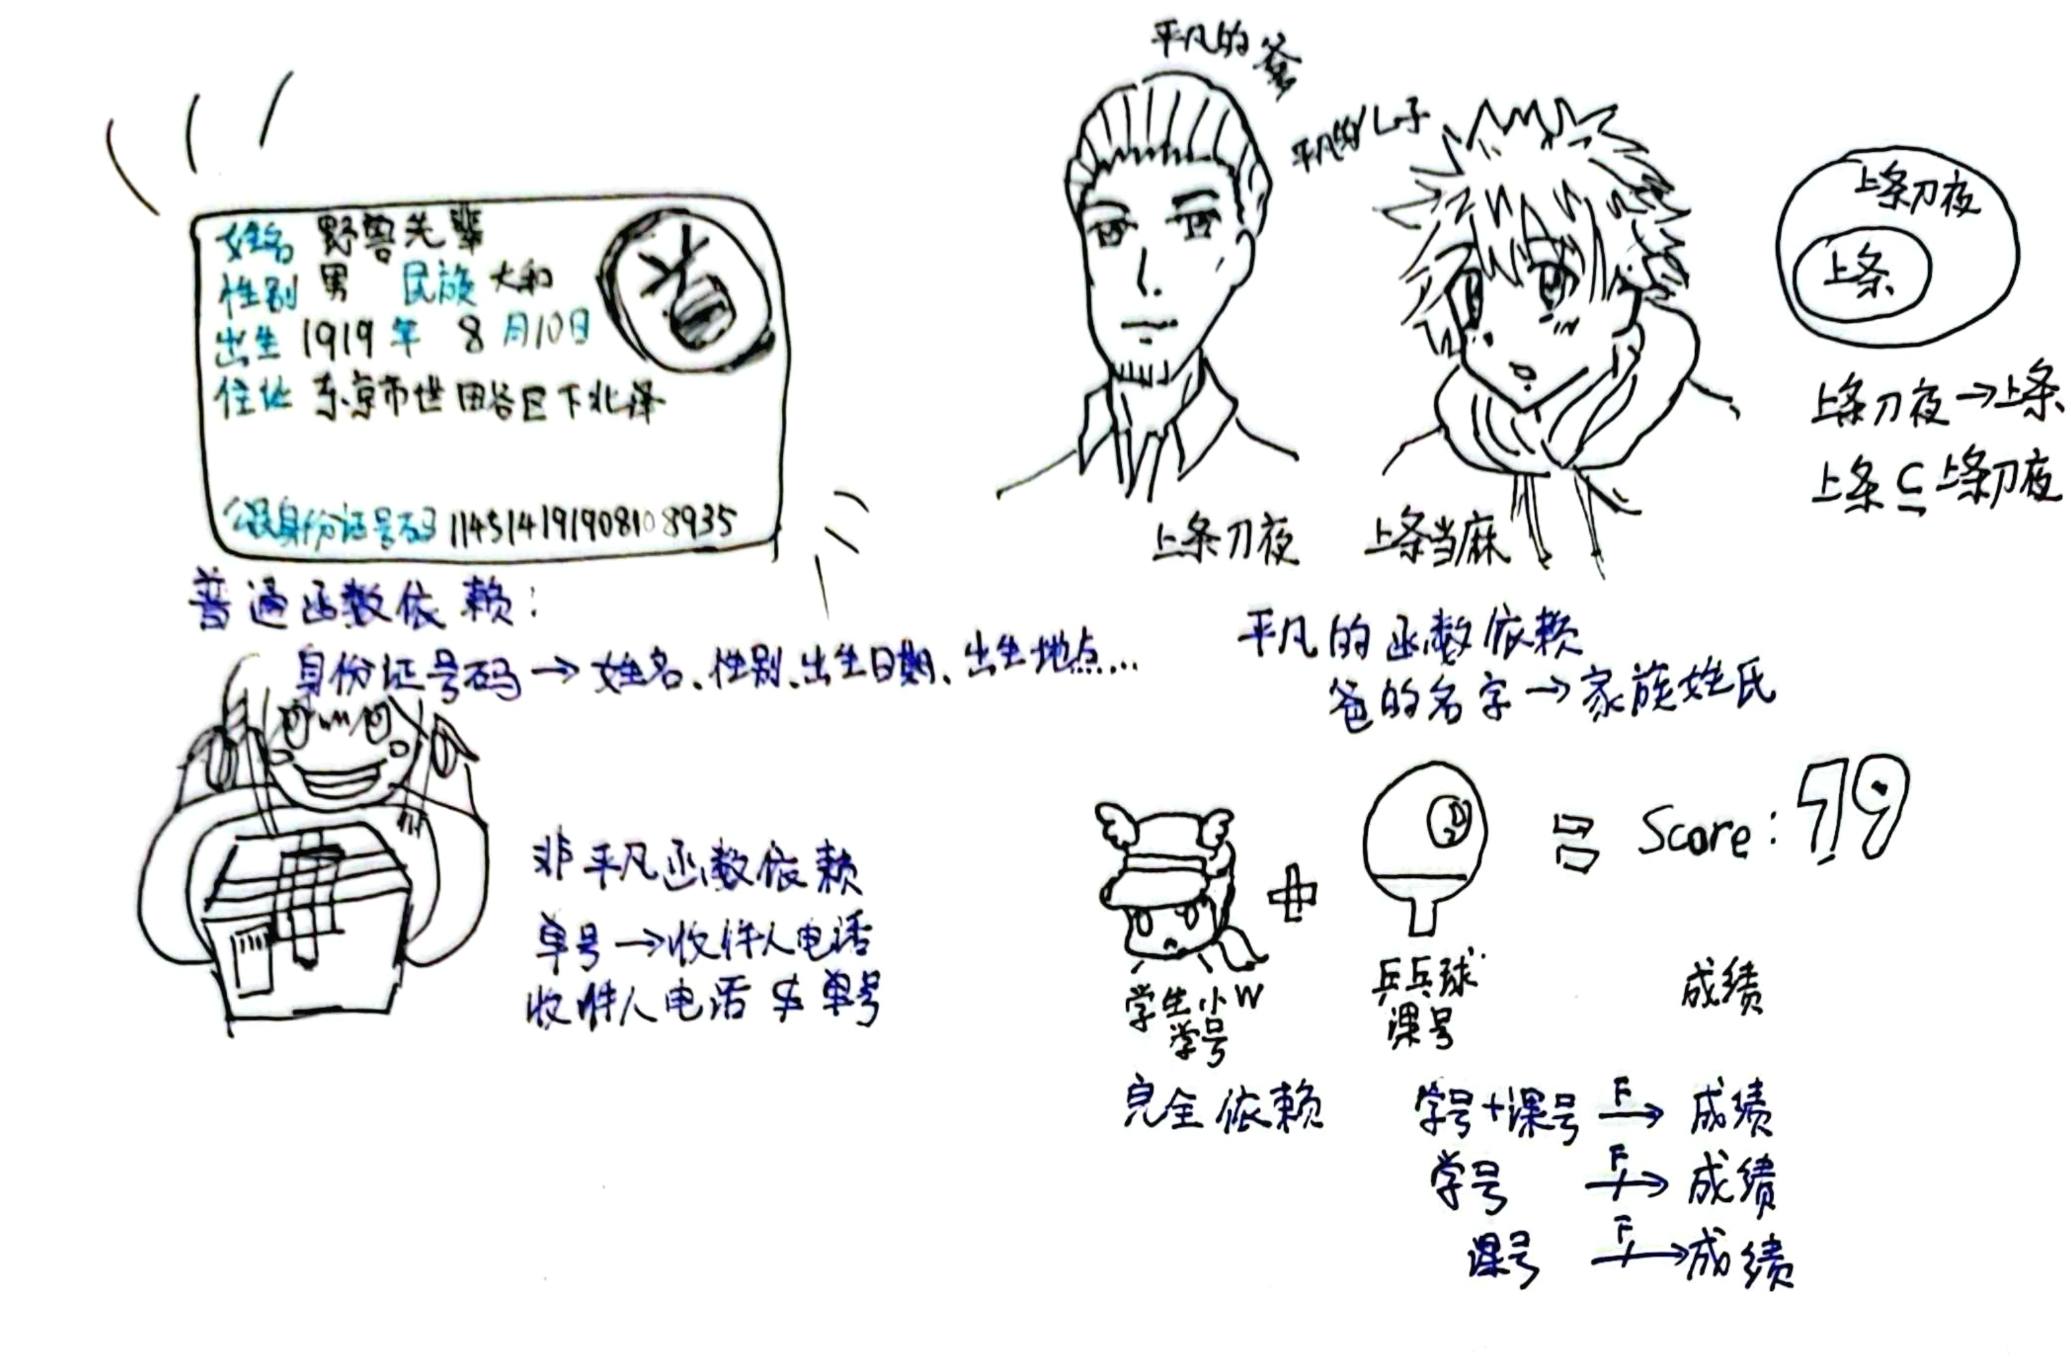 姓名 野兽先辈
性别 男 民族 大和
出生 1919年 8月10日
住址 东京市世田谷区下北泽
公民身份证号码 114514191908108935
普通函数依赖：
身份证号码→姓名、性别、出生日期、出生地点...
平凡的爸爸
平凡的儿子
上条刀夜
上条当麻
上条刀夜
上条
上条刀夜→上条
上条⊆上条刀夜
平凡的函数依赖
爸的名字→家族姓氏
非平凡函数依赖
单号→收件人电话
收件人电话⊄单号
Score: 79
学生小W
学号
乒乓球
课号
成绩
完全依赖
学号+课号 F→ 成绩
学号 F↛ 成绩
课号 F↛ 成绩